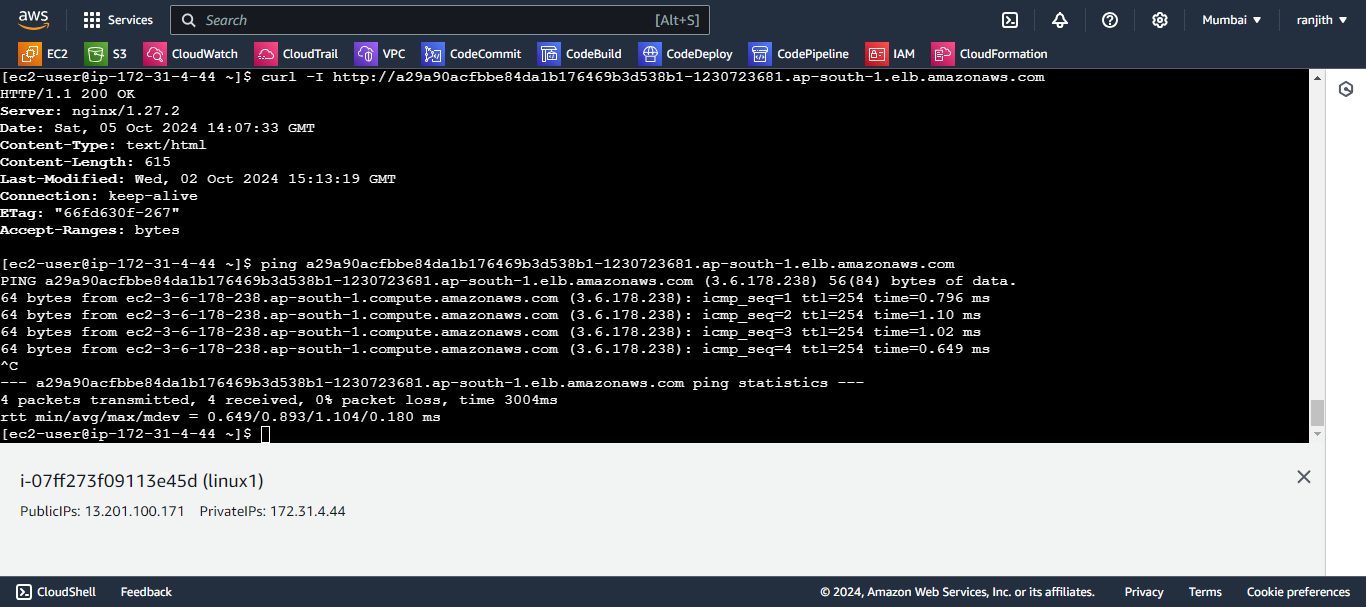 aws Services Search [Alt+S] Mumbai ranjith
EC2 S3 CloudWatch CloudTrail VPC CodeCommit CodeBuild CodeDeploy CodePipeline IAM CloudFormation
[ec2-user@ip-172-31-4-44 ~]$ curl -I http://a29a90acfbbe84da1b176469b3d538b1-1230723681.ap-south-1.elb.amazonaws.com
HTTP/1.1 200 OK
Server: nginx/1.27.2
Date: Sat, 05 Oct 2024 14:07:33 GMT
Content-Type: text/html
Content-Length: 615
Last-Modified: Wed, 02 Oct 2024 15:13:19 GMT
Connection: keep-alive
ETag: "66fd630f-267"
Accept-Ranges: bytes
[ec2-user@ip-172-31-4-44 ~]$ ping a29a90acfbbe84da1b176469b3d538b1-1230723681.ap-south-1.elb.amazonaws.com
PING a29a90acfbbe84da1b176469b3d538b1-1230723681.ap-south-1.elb.amazonaws.com (3.6.178.238) 56(84) bytes of data.
64 bytes from ec2-3-6-178-238.ap-south-1.compute.amazonaws.com (3.6.178.238): icmp_seq=1 ttl=254 time=0.796 ms
64 bytes from ec2-3-6-178-238.ap-south-1.compute.amazonaws.com (3.6.178.238): icmp_seq=2 ttl=254 time=1.10 ms
64 bytes from ec2-3-6-178-238.ap-south-1.compute.amazonaws.com (3.6.178.238): icmp_seq=3 ttl=254 time=1.02 ms
64 bytes from ec2-3-6-178-238.ap-south-1.compute.amazonaws.com (3.6.178.238): icmp_seq=4 ttl=254 time=0.649 ms
^C
--- a29a90acfbbe84da1b176469b3d538b1-1230723681.ap-south-1.elb.amazonaws.com ping statistics ---
4 packets transmitted, 4 received, 0% packet loss, time 3004ms
rtt min/avg/max/mdev = 0.649/0.893/1.104/0.180 ms
[ec2-user@ip-172-31-4-44 ~]$
i-07ff273f09113e45d (linux1)
PublicIPs: 13.201.100.171 PrivateIPs: 172.31.4.44
CloudShell Feedback © 2024, Amazon Web Services, Inc. or its affiliates. Privacy Terms Cookie preferences